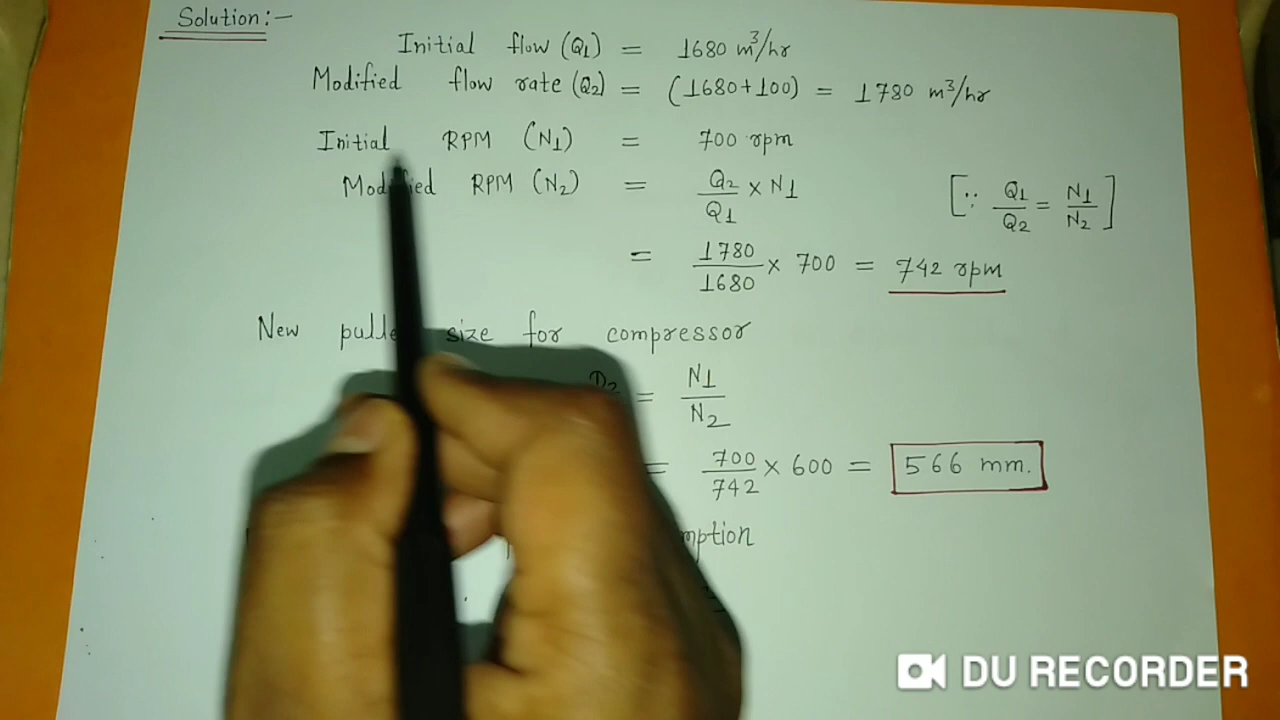 Solution:-
Initial flow (Q1) = 1680 m³/hr
Modified flow rate (Q2) = (1680+100) = 1780 m³/hr
Initial RPM (N1) = 700 rpm
Modified RPM (N2) = Q2/Q1 × N1 [∵ Q1/Q2 = N1/N2]
= 1780/1680 × 700 = 742 rpm
New size for compressor
= N1/N2
= 700/742 × 600 = 566 mm.
DU RECORDER